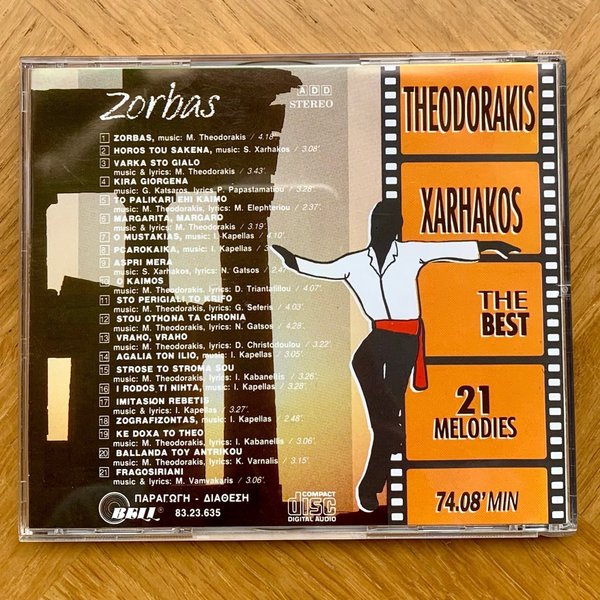 zorbas
ADD
STEREO
1 ZORBAS, music: M. Theodorakis / 4.18'
2 HOROS TOU SAKENA, music: S. Xarhakos / 3.08'
3 VARKA STO GIALO
music & lyrics: M. Theodorakis / 3.43'.
4 KIRA GIORGENA
music: G. Katsaros, lyrics: P. Papastamatiou / 3.28'
5 TO PALIKARI EHI KAIMO
music: M. Theodorakis, lyrics: M. Elephteriou / 2.37'.
6 MARGARITA, MARGARO
music & lyrics: M. Theodorakis / 3.19'
7 O MUSTAKIAS, music: I. Kapellas / 4.10'
8 PCAROKAIKA, music: I. Kapellas / 3.
9 ASPRI MERA
music: S. Xarhakos, lyrics: N. Gatsos / 2.47'
10 O KAIMOS
music: M. Theodorakis, lyrics: D. Triantafillou / 4.07'.
11 STO PERIGIALI TO KRIFO
music: M. Theodorakis, lyrics: G. Seferis / 4.03'.
12 STOU OTHONA TA CHRONIA
music: M. Theodorakis, lyrics: N. Gatsos / 4.28'.
13 VRAHO, VRAHO
music: M. Theodorakis, lyrics: D. Christodoulou / 3.22'.
14 AGALIA TON ILIO, music: I. Kapellas / 3.05'.
15 STROSE TO STROMA SOU
music: M. Theodorakis, lyrics: I. Kabanellis / 3.26'.
16 I RODOS TI NIHTA, music: I. Kapellas / 3.28'.
17 IMITASION REBETIS
music & lyrics: I. Kapellas / 3.27'.
18 ZOGRAFIZONTAS, music: I. Kapellas / 2.48'.
19 KE DOXA TO THEO
music: M. Theodorakis, lyrics: I. Kabanellis / 3.06'.
20 BALLANDA TOY ANTRIKOU
music: M. Theodorakis, lyrics: K. Varnalis / 3.15'
21 FRAGOSIRIANI
music & lyrics: M. Vamvakaris / 3.06'.
BELL ®
ΠΑΡΑΓΩΓΗ - ΔΙΑΘΕΣΗ
83.23.635
COMPACT
disc
DIGITAL AUDIO
THEODORAKIS
XARHAKOS
THE
BEST
21
MELODIES
74.08' MIN